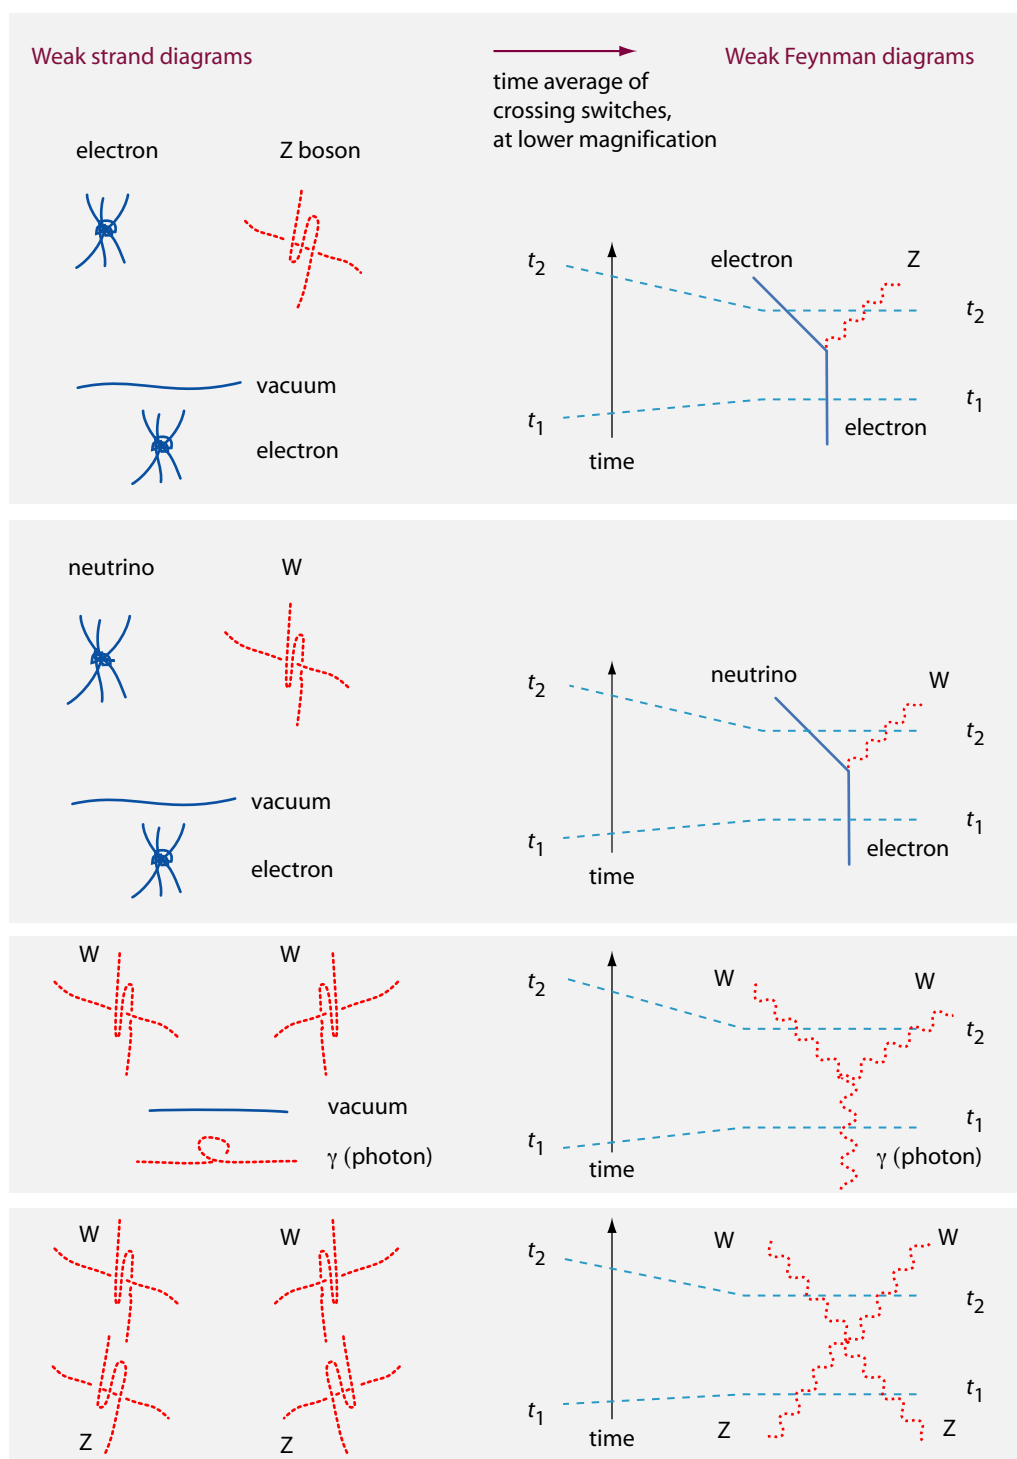 Weak strand diagrams
time average of
crossing switches,
at lower magnification
Weak Feynman diagrams
electron
Z boson
vacuum
electron
t2
t1
time
electron
Z
t2
t1
electron
neutrino
W
vacuum
electron
t2
t1
time
neutrino
W
t2
t1
electron
W
W
vacuum
γ (photon)
t2
t1
time
W
W
t2
t1
γ (photon)
W
W
Z
Z
t2
t1
time
W
W
t2
t1
Z
Z